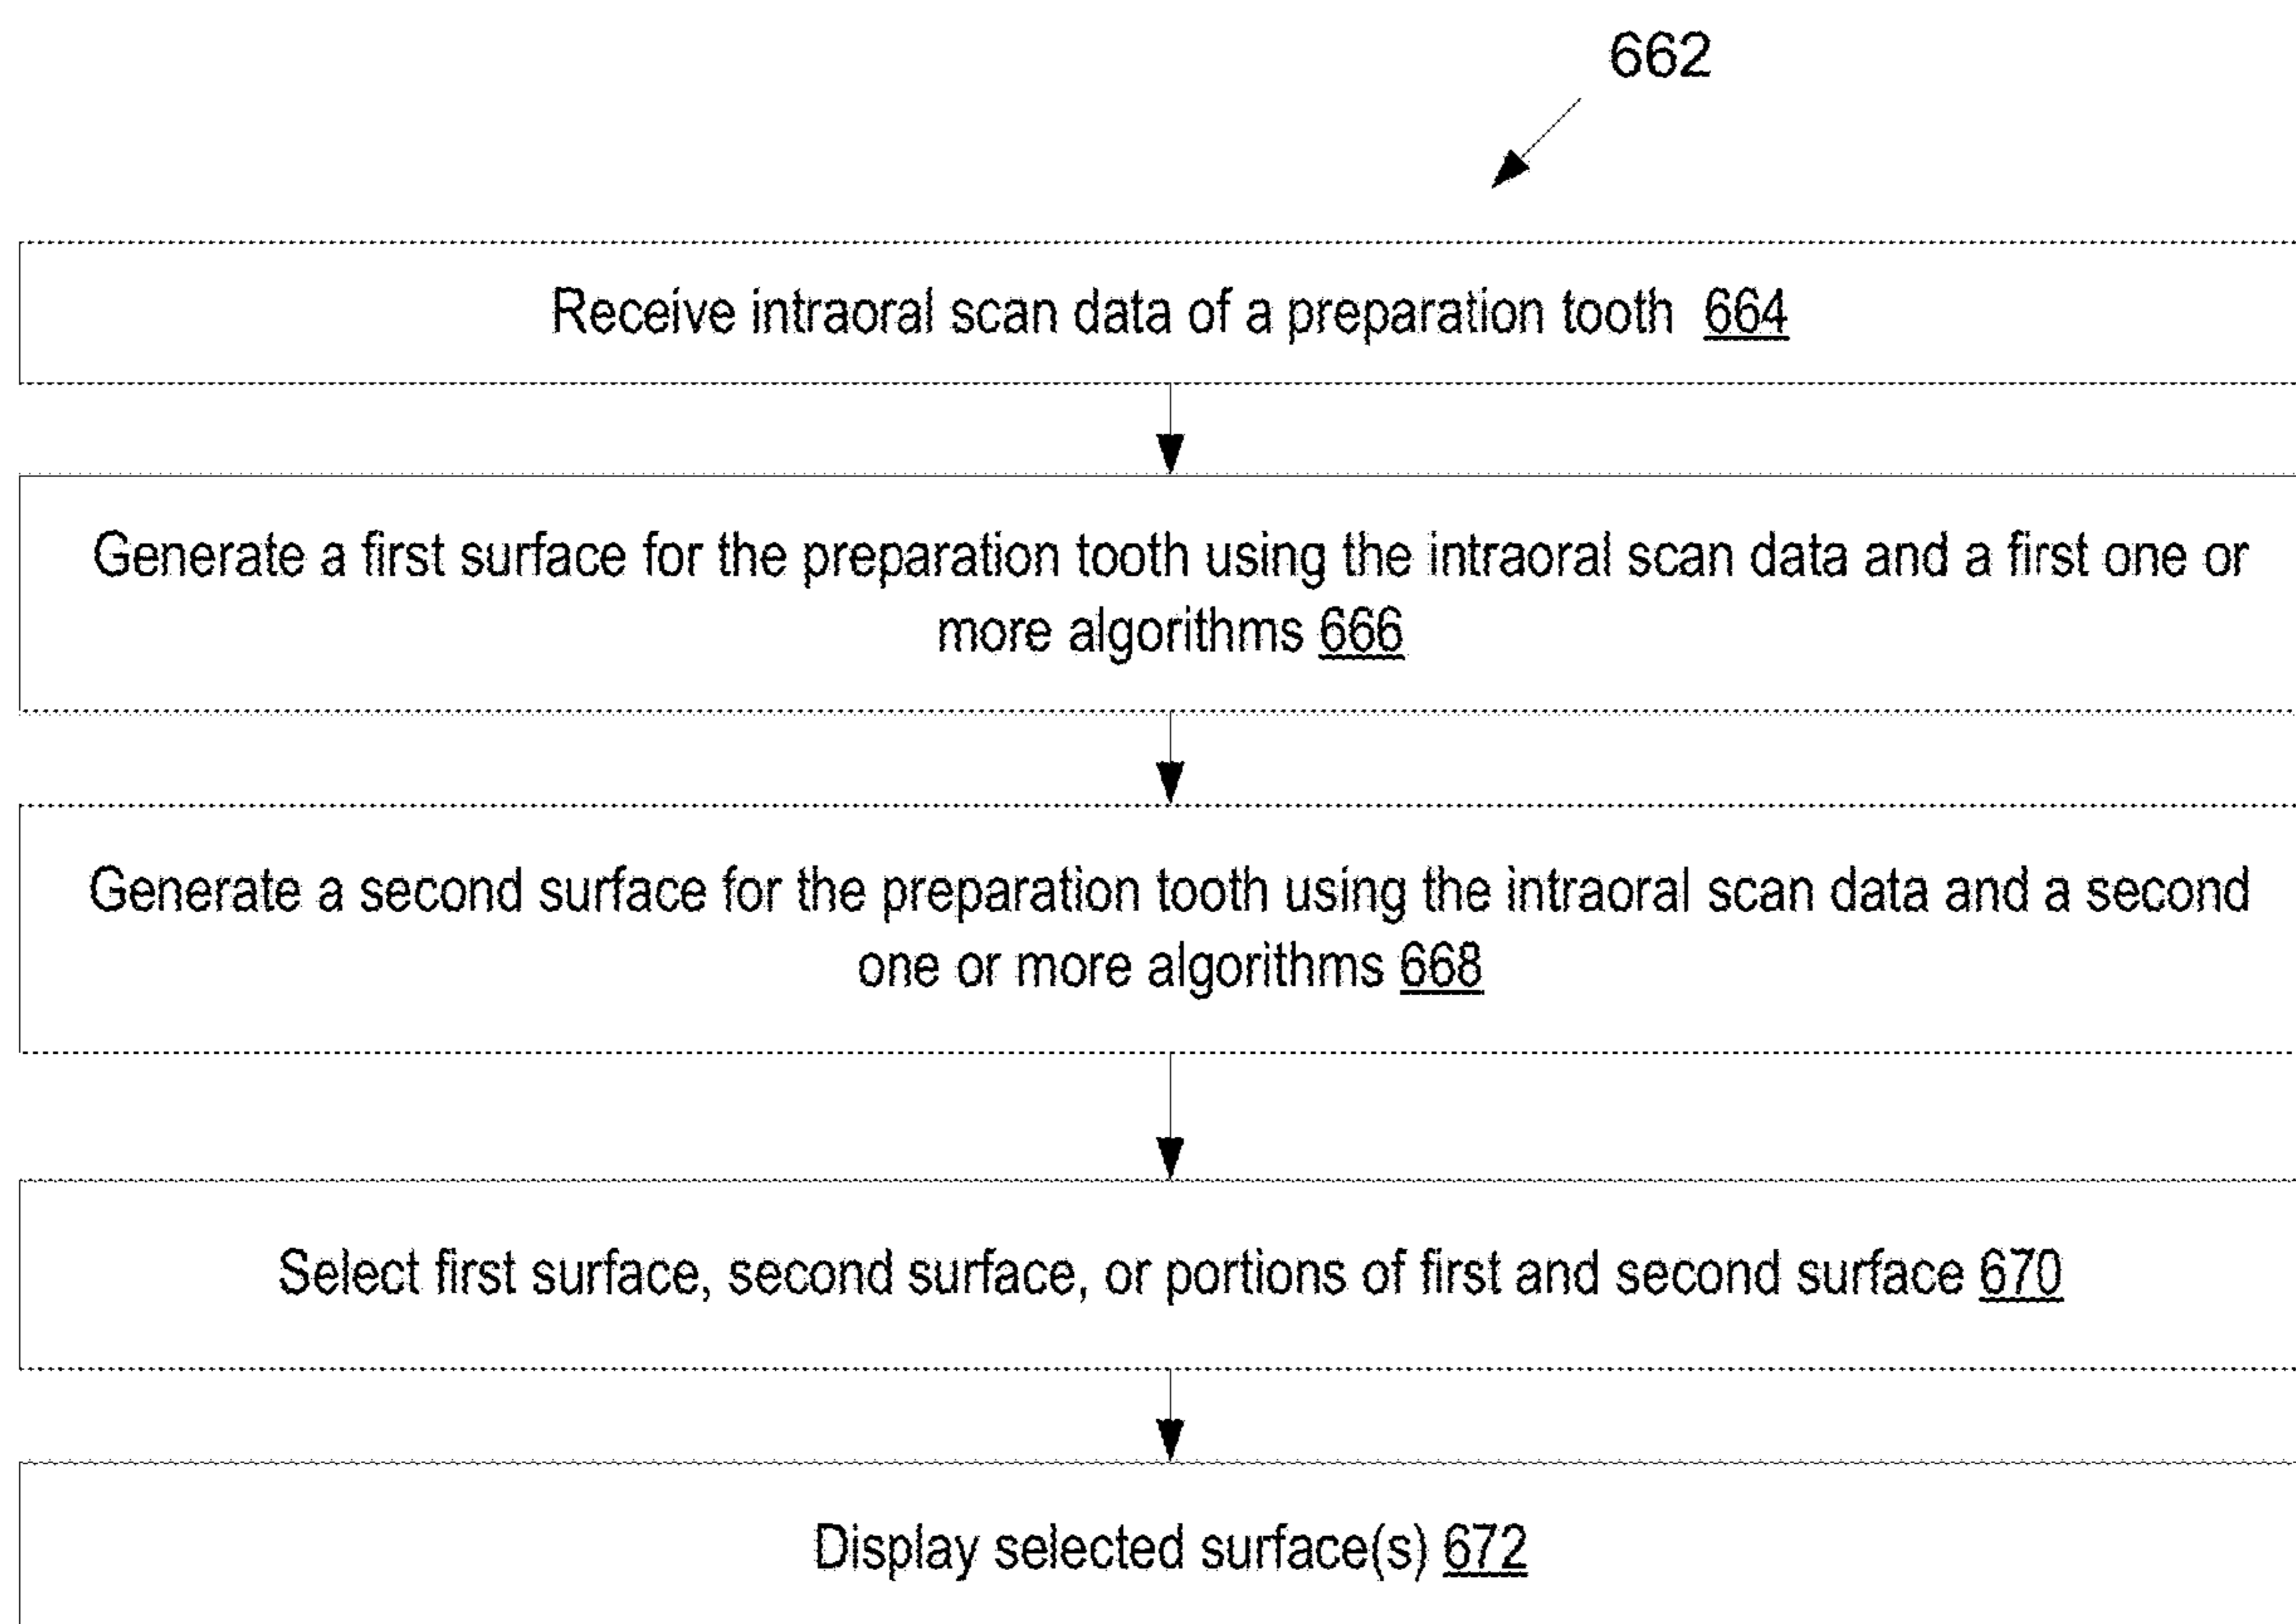 662
Receive intraoral scan data of a preparation tooth 664
Generate a first surface for the preparation tooth using the intraoral scan data and a first one or
more algorithms 666
Generate a second surface for the preparation tooth using the intraoral scan data and a second
one or more algorithms 668
Select first surface, second surface, or portions of first and second surface 670
Display selected surface(s) 672